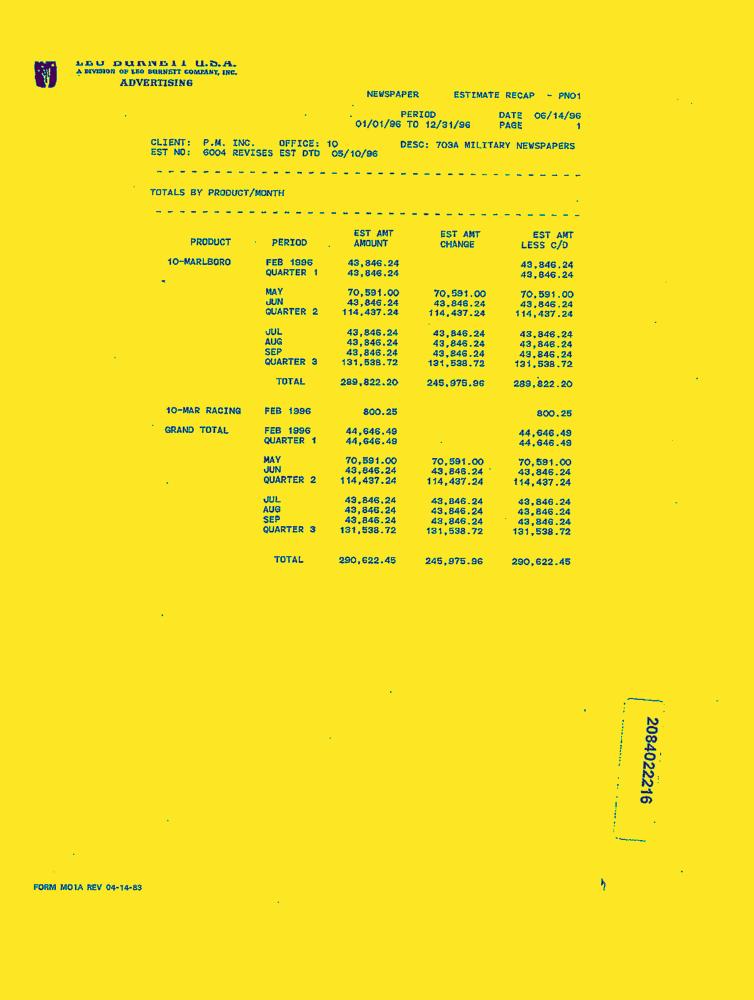 LEO BURNETT U.S.A.
A DIVISION OF LEO BURNETT COMPANY, INC.
ADVERTISING
NEWSPAPER ESTIMATE RECAP - PNO1
PERIOD DATE 06/14/96
01/01/96 TO 12/31/96 PAGE 1
CLIENT: P.M. INC. OFFICE: 10 DESC: 703A MILITARY NEWSPAPERS
EST NO: 6004 REVISES EST DTD 05/10/96
TOTALS BY PRODUCT/MONTH
EST AMT EST AMT EST AMT
PRODUCT PERIOD AMOUNT CHANGE LESS C/D
10-MARLBORO FEB 1996 43,846.24 43,846.24
QUARTER 1 43,846.24 43,846.24
MAY 70,591.00 70,591.00 70,591.00
JUN 43,846.24 43,846.24 43,846.24
QUARTER 2 114,437.24 114,437.24 114,437.24
JUL 43,846.24 43,846.24 43,846.24
AUG 43,846.24 43,846.24 43,846.24
SEP 43,846.24 43,846.24 43,846.24
QUARTER 3 131,538.72 131,538.72 131,538.72
TOTAL 289,822.20 245,975.96 289,822.20
10-MAR RACING FEB 1996 800.25 800.25
GRAND TOTAL FEB 1996 44,646.49 44,646.49
QUARTER 1 44,646.49 44,646.49
MAY 70,591.00 70,591.00 70,591.00
JUN 43,846.24 43,846.24 43,846.24
QUARTER 2 114,437.24 114,437.24 114,437.24
JUL 43,846.24 43,846.24 43,846.24
AUG 43,846.24 43,846.24 43,846.24
SEP 43,846.24 43,846.24 43,846.24
QUARTER 3 131,538.72 131,538.72 131,538.72
TOTAL 290,622.45 245,975.96 290,622.45
2084022216
FORM MO1A REV 04-14-83